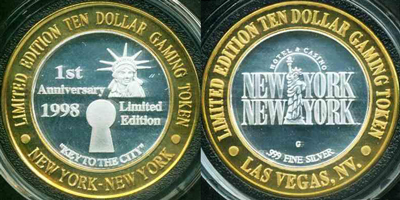 LIMITED EDITION TEN DOLLAR GAMING TOKEN
1st
Anniversary
1998
Limited
Edition
"KEY TO THE CITY"
NEW YORK-NEW YORK
LIMITED EDITION TEN DOLLAR GAMING TOKEN
HOTEL & CASINO
NEW YORK
NEW YORK
G
.999 FINE SILVER
LAS VEGAS, NV.